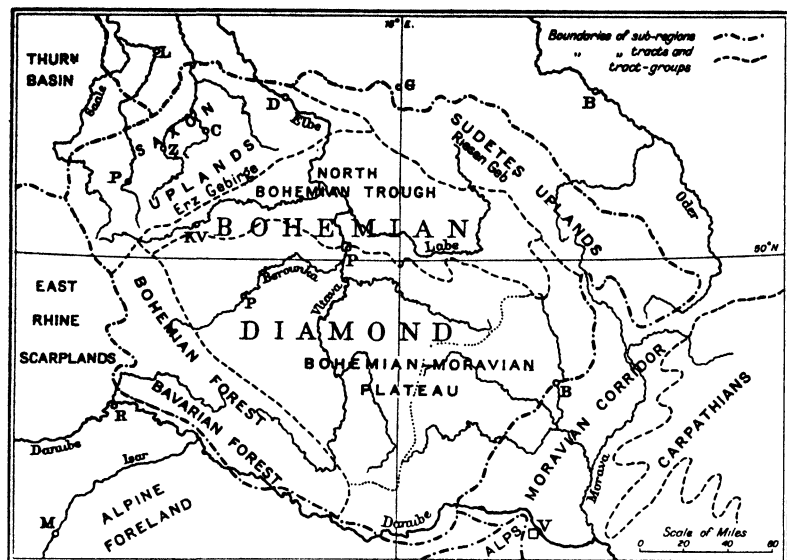 15° E.
Boundaries of sub-regions
" " tracts and
tract-groups
THURN
BASIN
L
Saale
G
D
B
SAXON
UPLANDS
C
Elbe
Z
P
Erz Gebirge
SUDETES UPLANDS
Riesen Geb
Oder
NORTH
BOHEMIAN TROUGH
BOHEMIAN
KV
Labe
50°N
P
Berounka
P
Vltava
EAST
RHINE
SCARPLANDS
DIAMOND
BOHEMIAN-MORAVIAN
PLATEAU
BOHEMIAN FOREST
BAVARIAN FOREST
B
MORAVIAN CORRIDOR
CARPATHIANS
R
Danube
Isar
Morava
ALPINE
FORELAND
M
Danube
ALPS
V
Scale of Miles
0 20 40 60